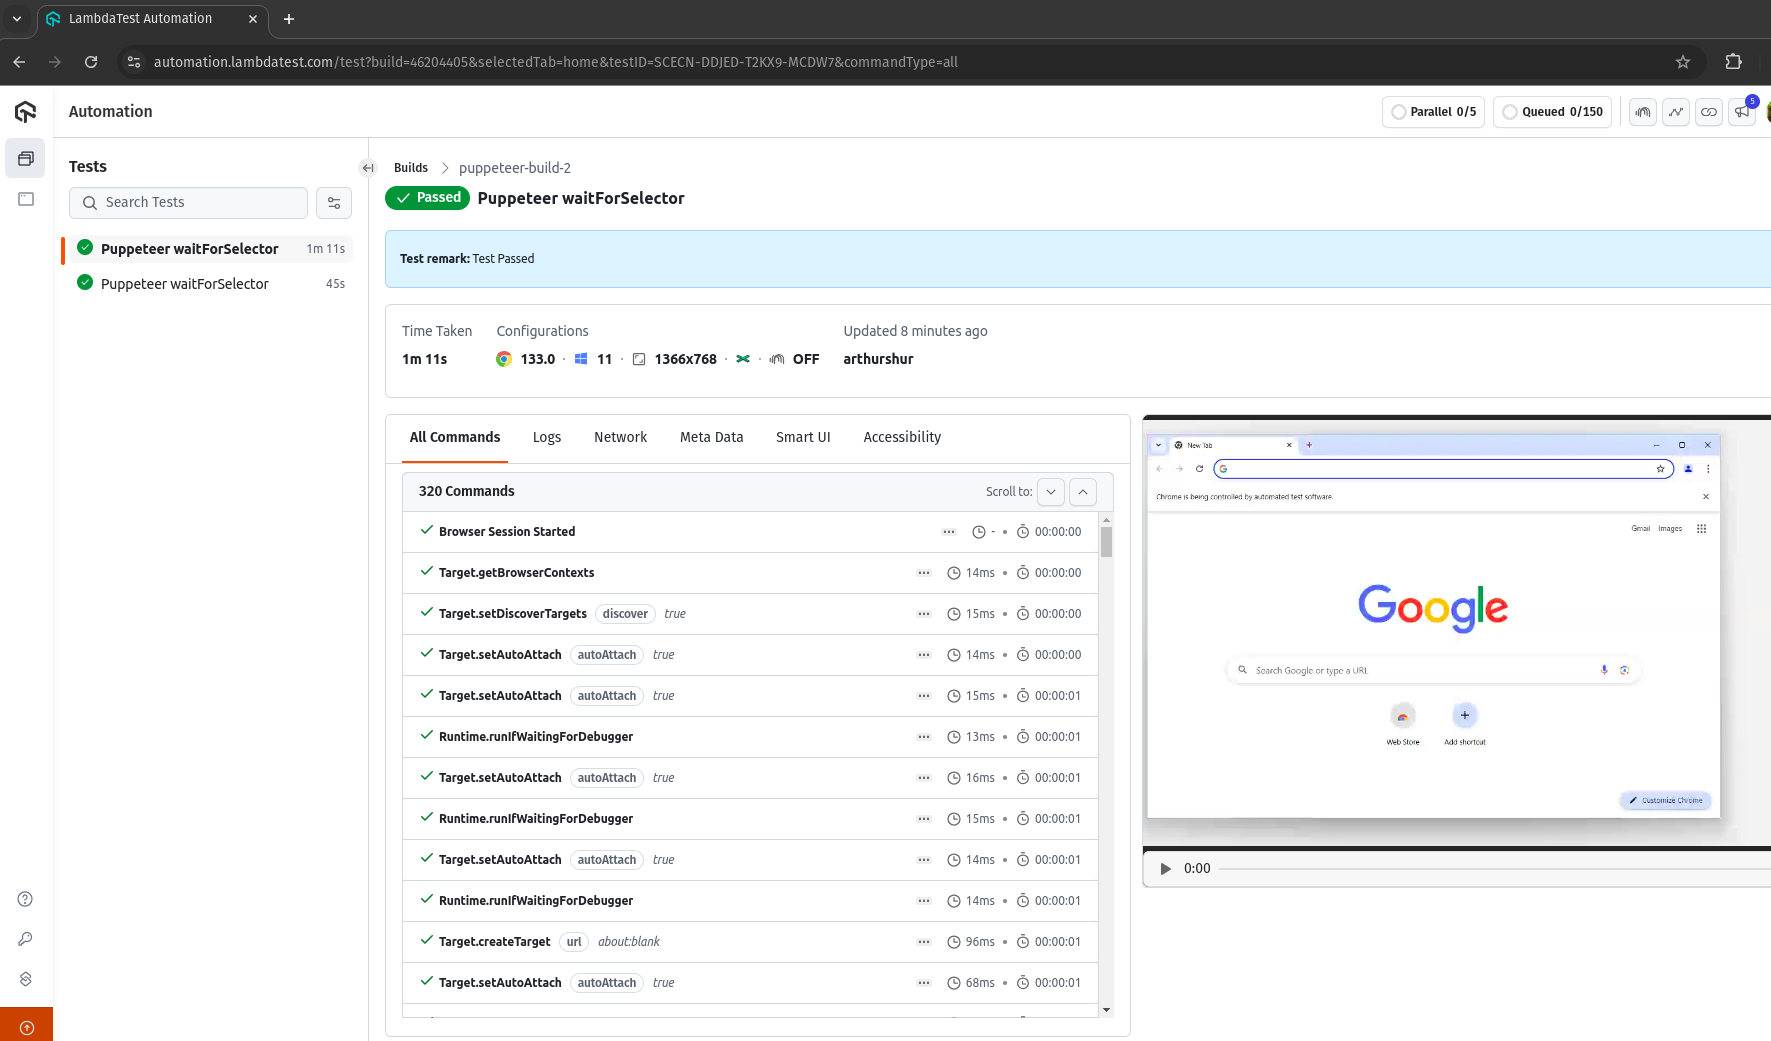 LambdaTest Automation
automation.lambdatest.com/test?build=46204405&selectedTab=home&testID=SCECN-DDJED-T2KX9-MCDW7&commandType=all
Automation
Parallel 0/5
Queued 0/150
5
Tests
Search Tests
Puppeteer waitForSelector 1m 11s
Puppeteer waitForSelector 45s
Builds puppeteer-build-2
Passed Puppeteer waitForSelector
Test remark: Test Passed
Time Taken
1m 11s
Configurations
133.0 · 11 · 1366x768 · · OFF
Updated 8 minutes ago
arthurshur
All Commands Logs Network Meta Data Smart UI Accessibility
320 Commands Scroll to:
Browser Session Started - • 00:00:00
Target.getBrowserContexts 14ms • 00:00:00
Target.setDiscoverTargets discover true 15ms • 00:00:00
Target.setAutoAttach autoAttach true 14ms • 00:00:00
Target.setAutoAttach autoAttach true 15ms • 00:00:01
Runtime.runIfWaitingForDebugger 13ms • 00:00:01
Target.setAutoAttach autoAttach true 16ms • 00:00:01
Runtime.runIfWaitingForDebugger 15ms • 00:00:01
Target.setAutoAttach autoAttach true 14ms • 00:00:01
Runtime.runIfWaitingForDebugger 14ms • 00:00:01
Target.createTarget url about:blank 96ms • 00:00:01
Target.setAutoAttach autoAttach true 68ms • 00:00:01
New Tab
Chrome is being controlled by automated test software.
Gmail Images
Google
Search Google or type a URL
Web Store Add shortcut
Customize Chrome
0:00